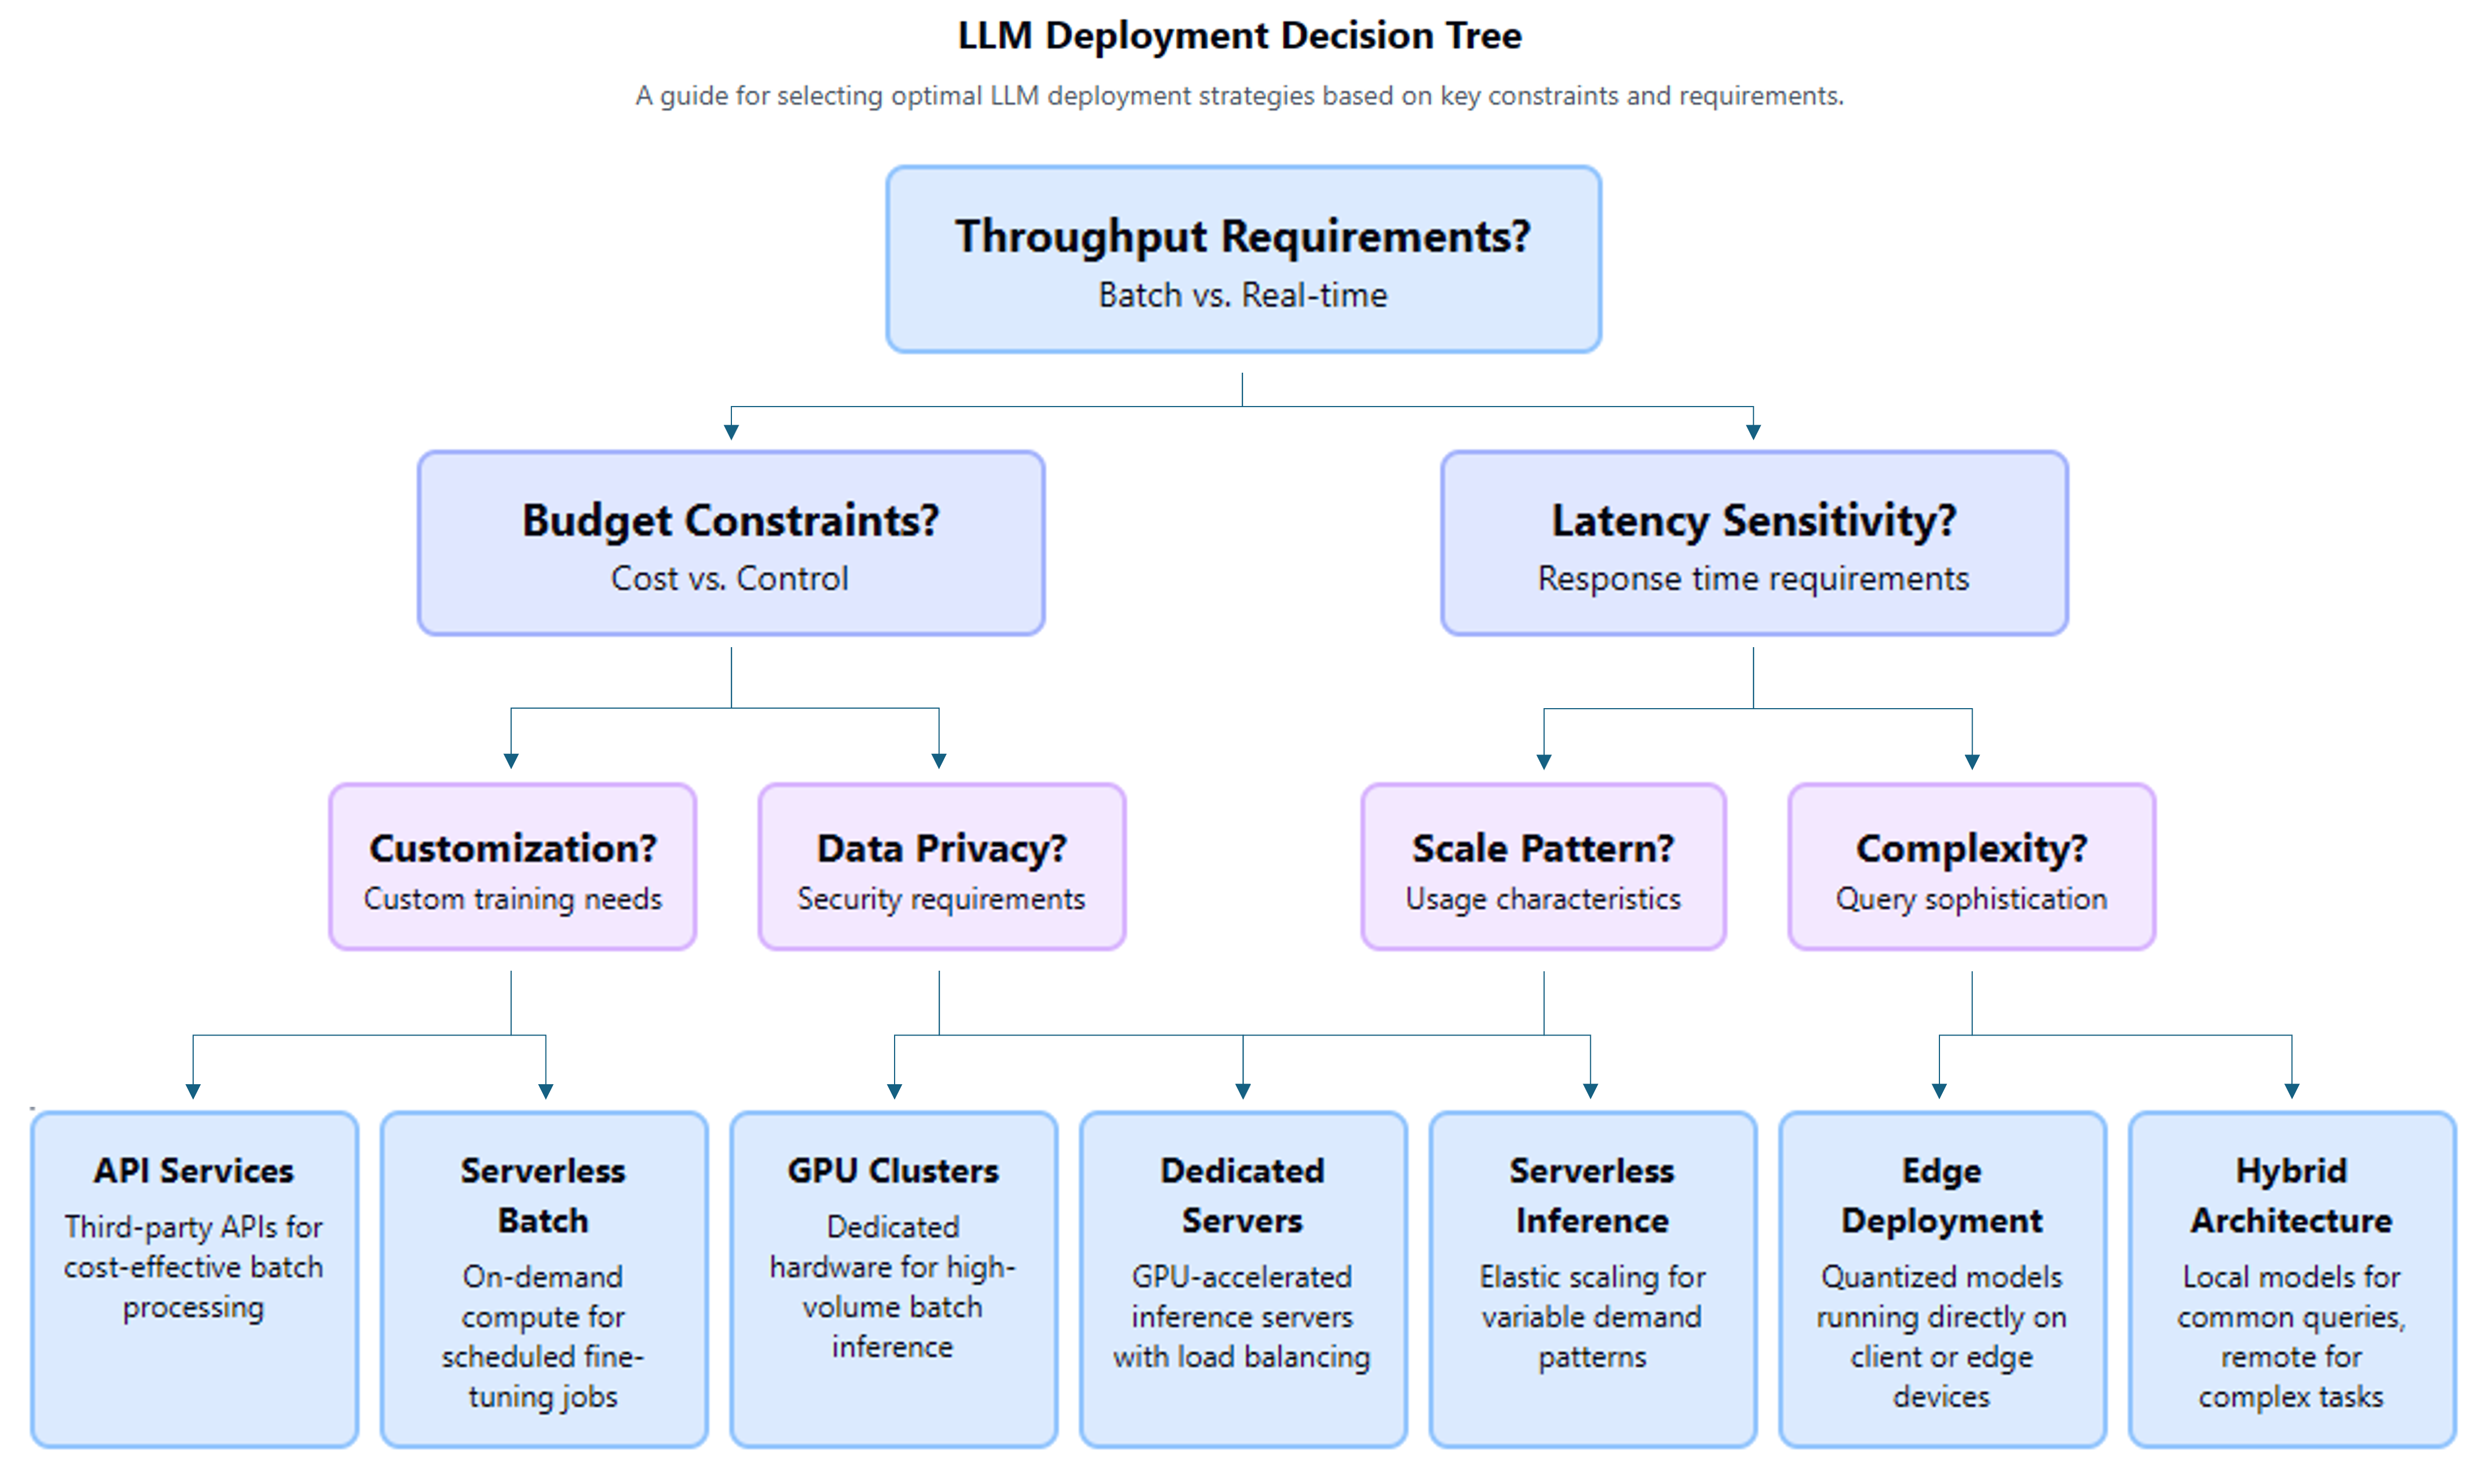 LLM Deployment Decision Tree
A guide for selecting optimal LLM deployment strategies based on key constraints and requirements.
Throughput Requirements?
Batch vs. Real-time
Budget Constraints?
Cost vs. Control
Latency Sensitivity?
Response time requirements
Customization?
Custom training needs
Data Privacy?
Security requirements
Scale Pattern?
Usage characteristics
Complexity?
Query sophistication
API Services
Third-party APIs for
cost-effective batch
processing
Serverless
Batch
On-demand
compute for
scheduled fine-
tuning jobs
GPU Clusters
Dedicated
hardware for high-
volume batch
inference
Dedicated
Servers
GPU-accelerated
inference servers
with load balancing
Serverless
Inference
Elastic scaling for
variable demand
patterns
Edge
Deployment
Quantized models
running directly on
client or edge
devices
Hybrid
Architecture
Local models for
common queries,
remote for
complex tasks